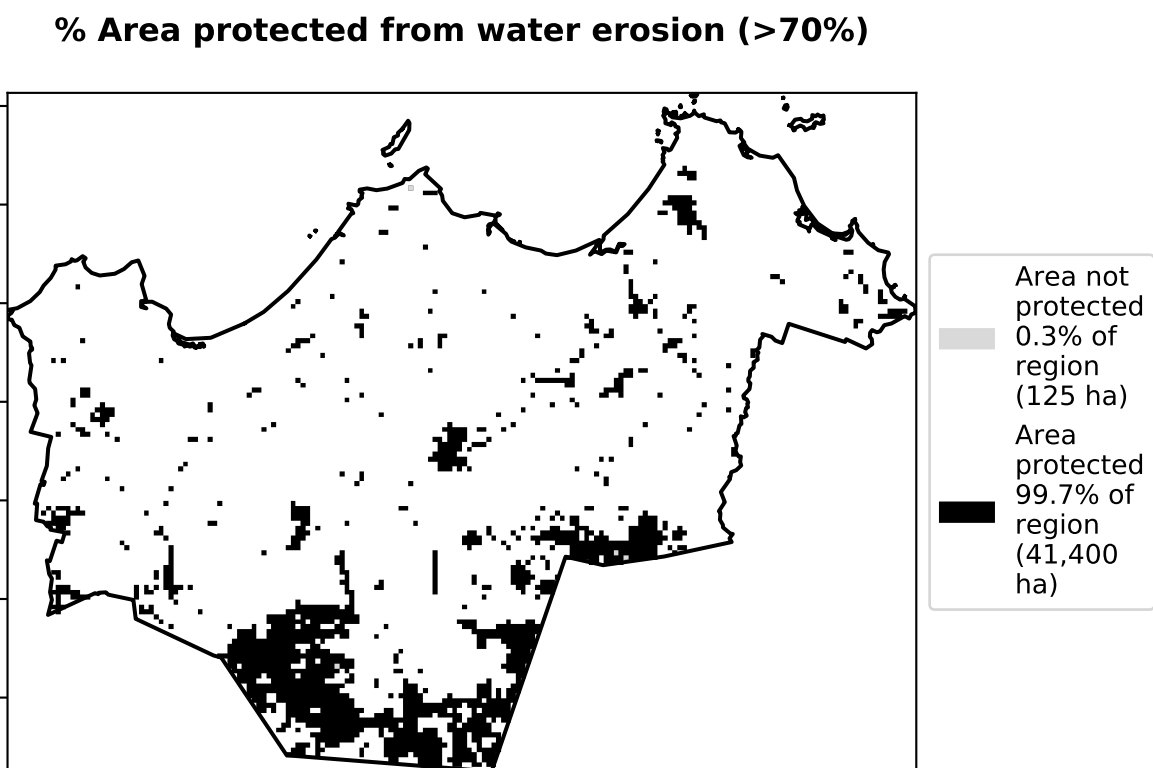 % Area protected from water erosion (>70%)
Area not
protected
0.3% of
region
(125 ha)
Area
protected
99.7% of
region
(41,400
ha)